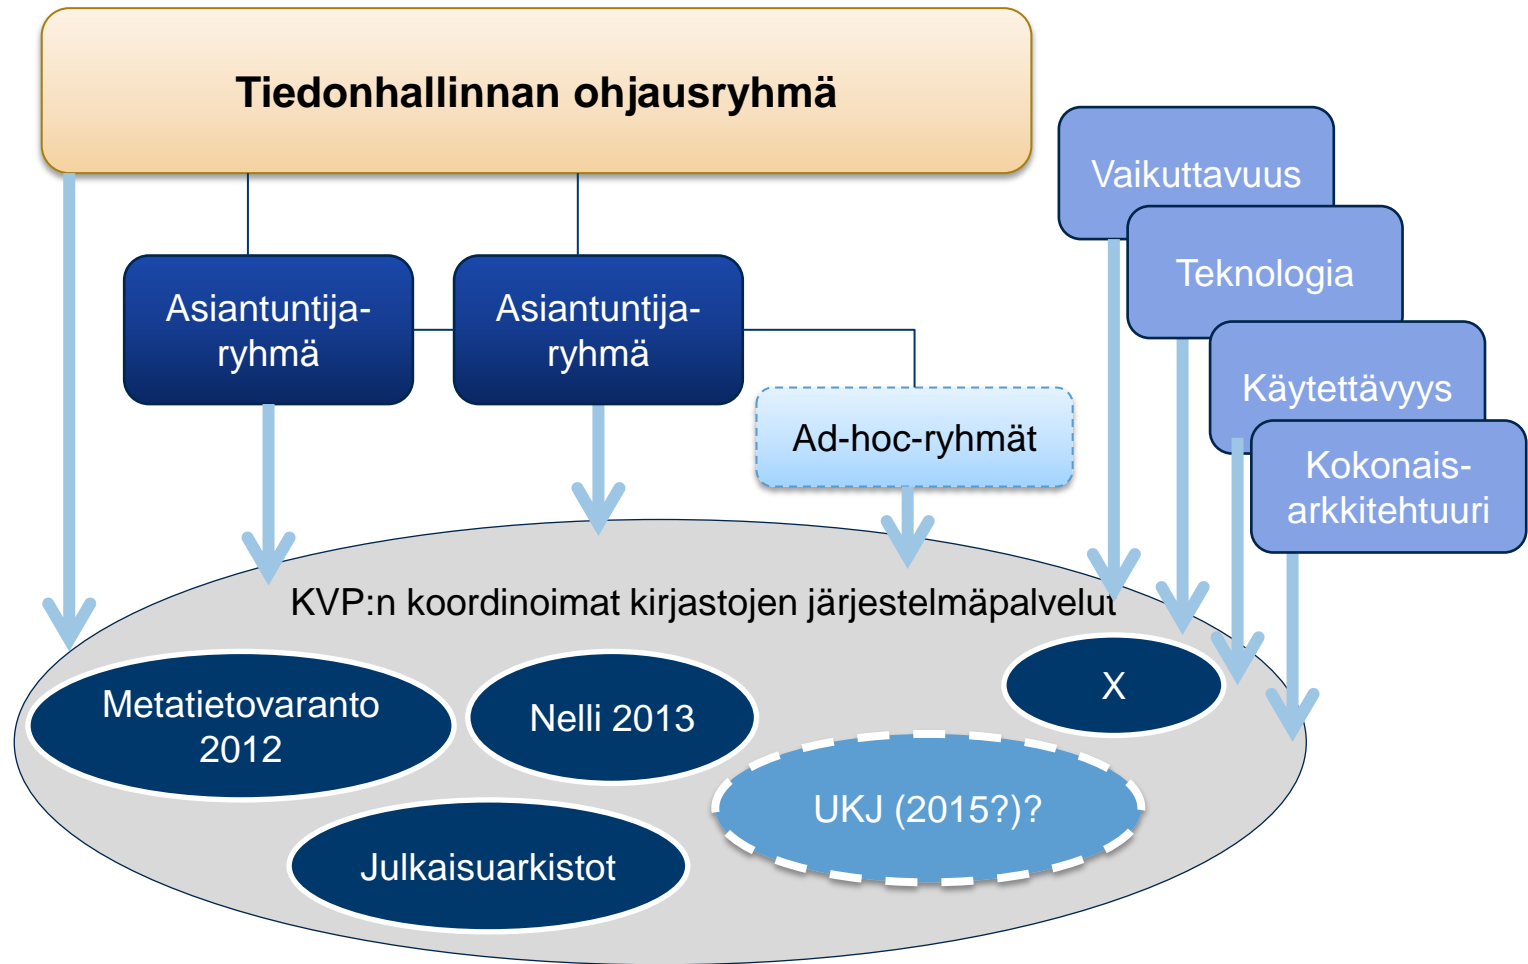 Tiedonhallinnan ohjausryhmä
Vaikuttavuus
Teknologia
Käytettävyys
Kokonais-
arkkitehtuuri
Asiantuntija-
ryhmä
Asiantuntija-
ryhmä
Ad-hoc-ryhmät
KVP:n koordinoimat kirjastojen järjestelmäpalvelut
Metatietovaranto
2012
Nelli 2013
X
UKJ (2015?)?
Julkaisuarkistot